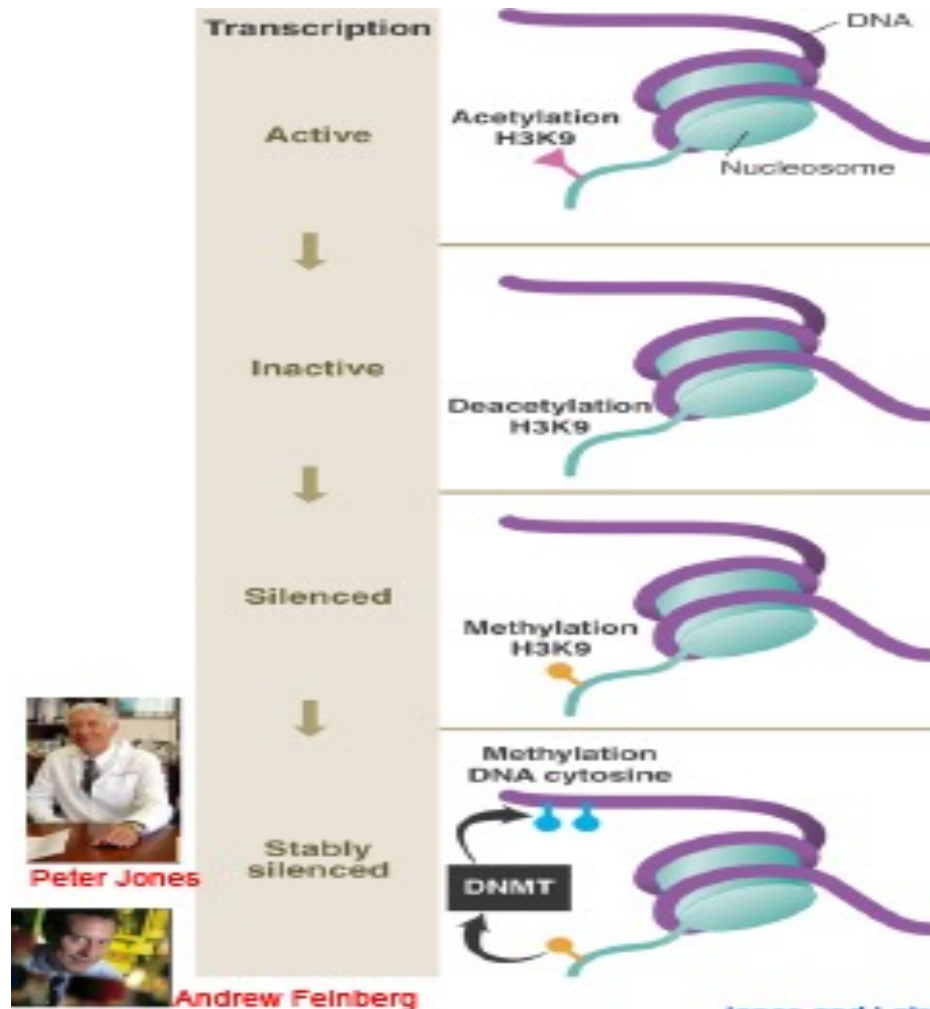 Transcription
DNA
Active
Acetylation
H3K9
Nucleosome
Inactive
Deacetylation
H3K9
Silenced
Methylation
H3K9
Methylation
DNA cytosine
Stably
silenced
DNMT
Peter Jones
Andrew Feinberg